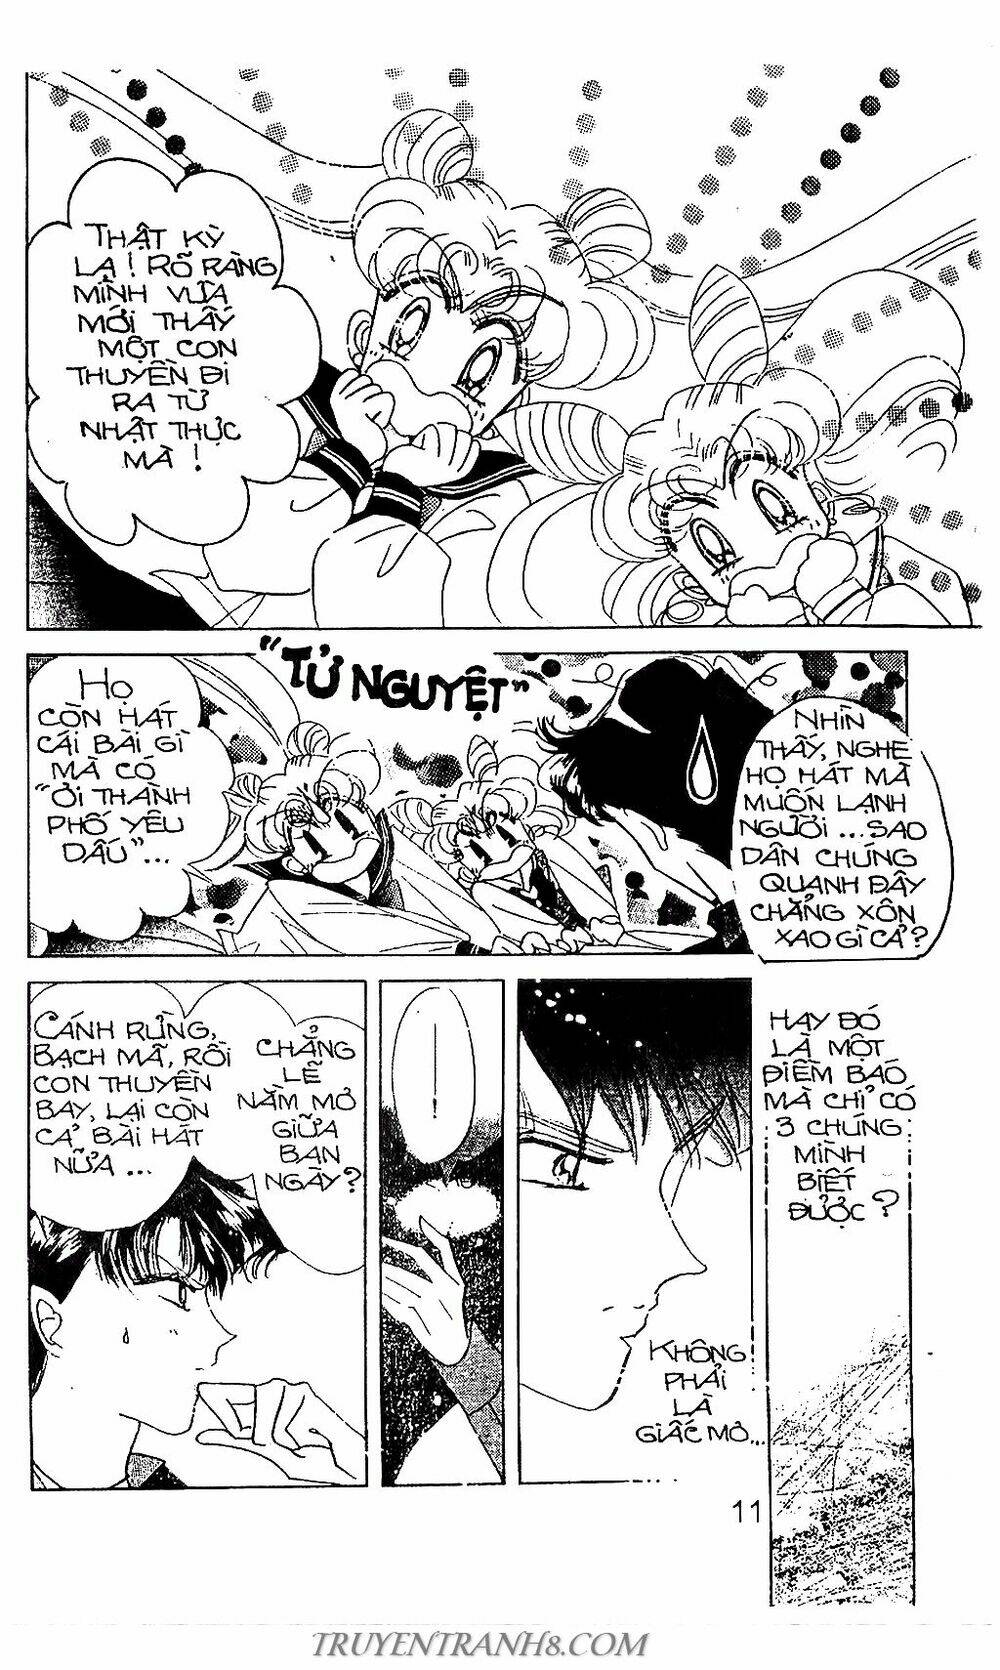 THẬT KỲ
LẠ! RÕ RÀNG
MÌNH VỪA
MỚI THẤY
MỘT CON
THUYỀN ĐI
RA TỪ
NHẬT THỰC
MÀ!
"TỬ NGUYỆT"
HỌ
CÒN HÁT
CÁI BÀI GÌ
MÀ CÓ
"ƠI THÀNH
PHỐ YÊU
DẤU"...
NHÌN
THẤY, NGHE
HỌ HÁT MÀ
MUỐN LẠNH
NGƯỜI ... SAO
DÂN CHÚNG
QUANH ĐÂY
CHẲNG XÔN
XAO GÌ CẢ?
CÁNH RỪNG,
BẠCH MÃ, RỒI
CON THUYỀN
BAY, LẠI CÒN
CẢ BÀI HÁT
NỮA ...
CHẲNG
LẼ
NẰM MƠ
GIỮA
BAN
NGÀY?
!
KHÔNG
PHẢI
LÀ
GIẤC MƠ...
HAY ĐÓ
LÀ MỘT
ĐIỀM BÁO
MÀ CHỈ CÓ
3 CHÚNG
MÌNH
BIẾT
ĐƯỢC?
11
TRUYENTRANH8.COM